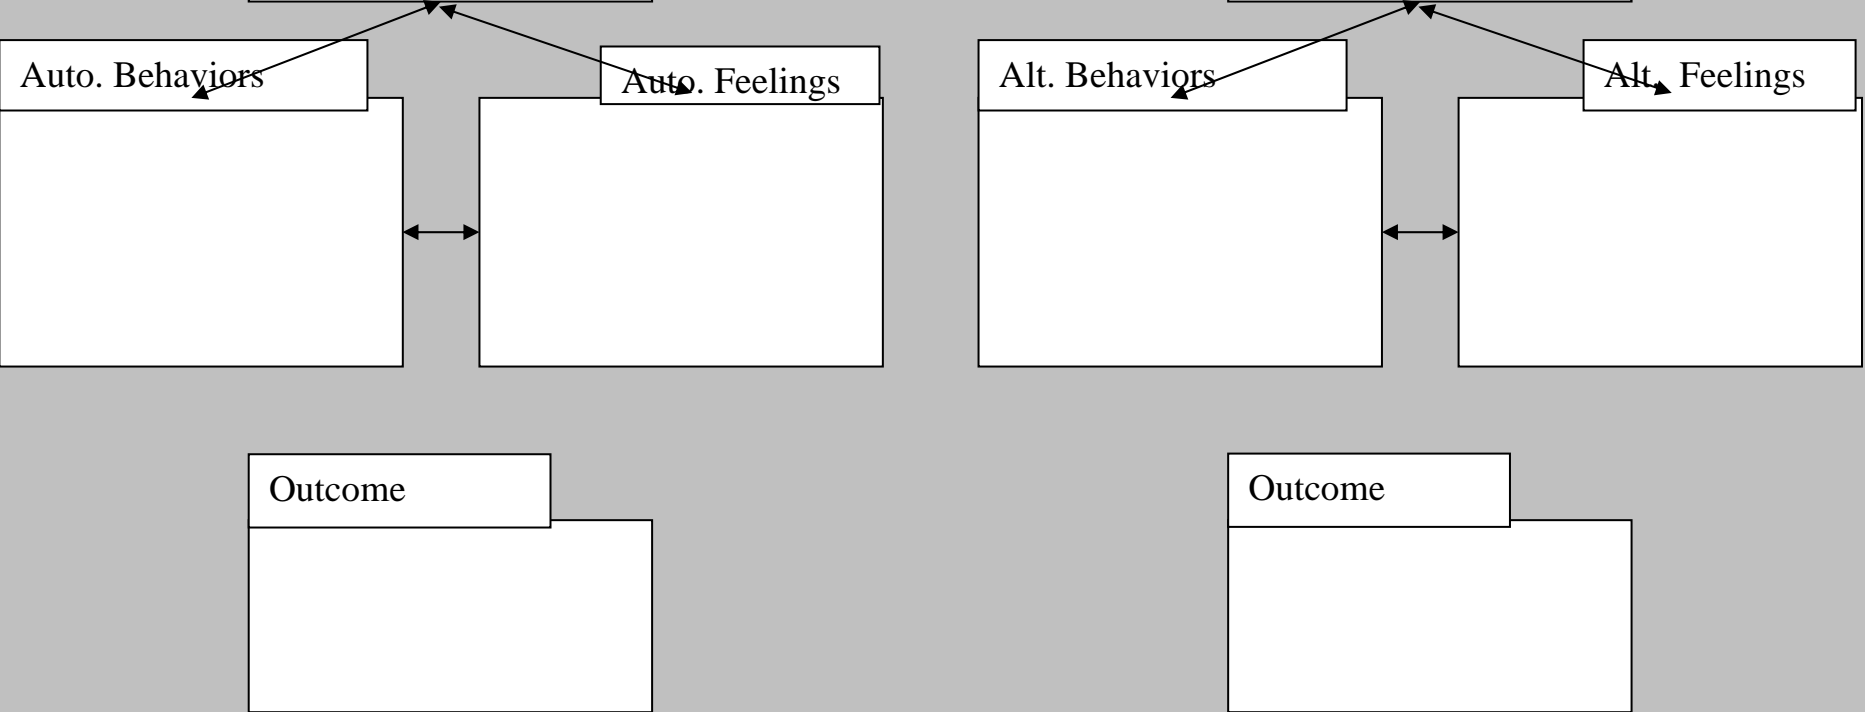 Auto. Behaviors
Auto. Feelings
Alt. Behaviors
Alt. Feelings
Outcome
Outcome